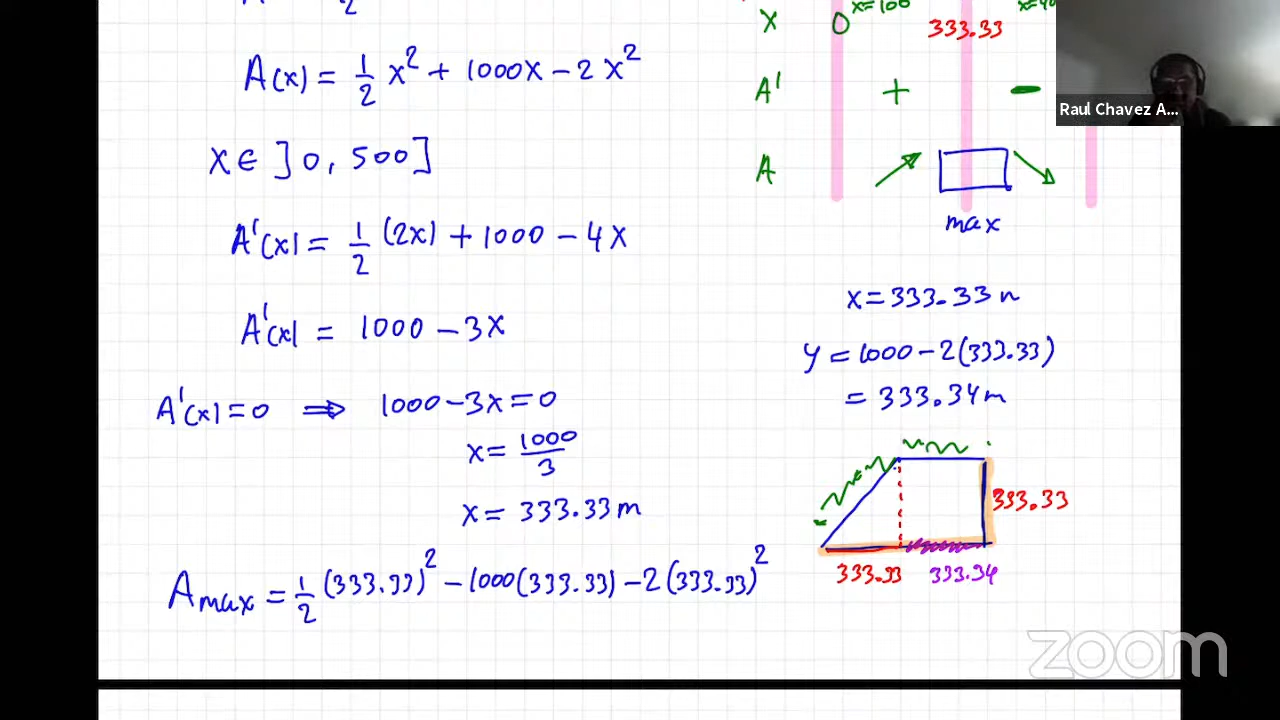 A(x) = 1/2 x² + 1000x − 2x²
x ∈ ]0, 500]
A'(x) = 1/2 (2x) + 1000 − 4x
A'(x) = 1000 − 3x
A'(x) = 0 ⟹ 1000 − 3x = 0
x = 1000/3
x = 333.33 m
A max = 1/2 (333.33)² − 1000(333.33) − 2(333.33)²
x=100
x 0 333.33
A' + −
A
max
x = 333.33 m
y = 1000 − 2(333.33)
= 333.34 m
333.33
333.33 333.34
Raul Chavez A...
zoom